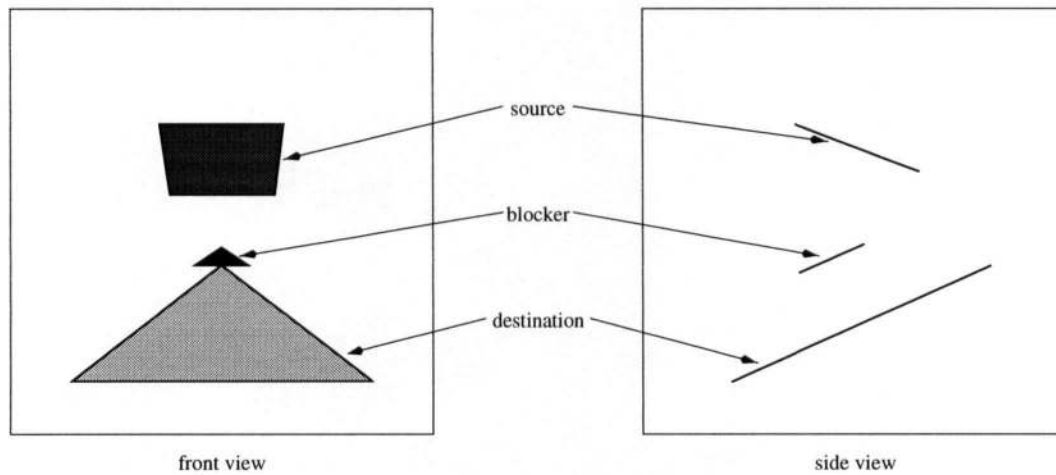 source
blocker
destination
front view
side view